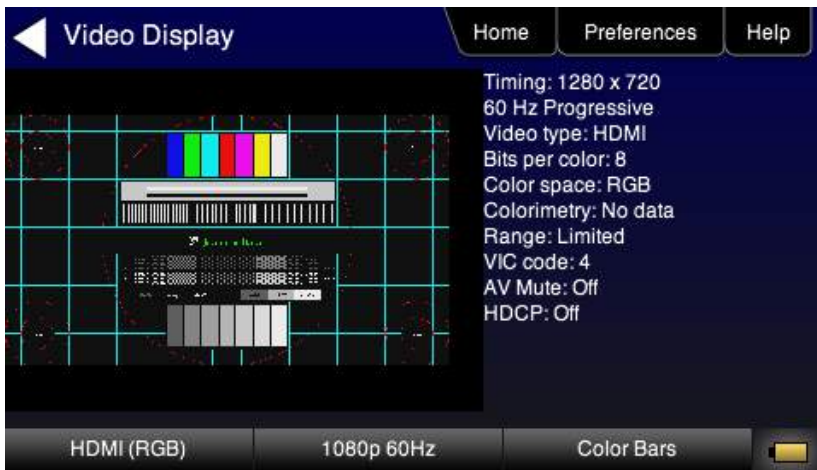 Video Display
Home
Preferences
Help
Timing: 1280 x 720
60 Hz Progressive
Video type: HDMI
Bits per color: 8
Color space: RGB
Colorimetry: No data
Range: Limited
VIC code: 4
AV Mute: Off
HDCP: Off
HDMI (RGB)
1080p 60Hz
Color Bars